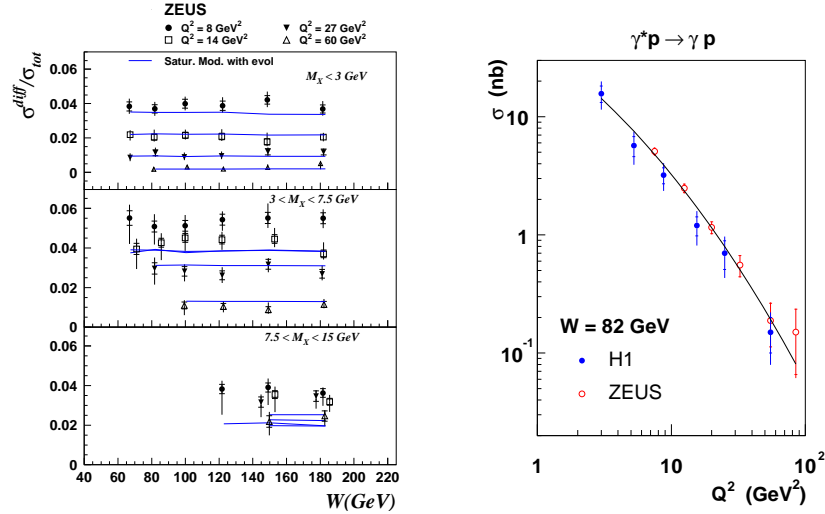 ZEUS
Q² = 8 GeV² Q² = 27 GeV²
Q² = 14 GeV² Q² = 60 GeV²
Satur. Mod. with evol
M_X < 3 GeV
σ^diff/σ_tot
0.06
0.04
0.02
0
3 < M_X < 7.5 GeV
0.06
0.04
0.02
0
7.5 < M_X < 15 GeV
0.06
0.04
0.02
0
40 60 80 100 120 140 160 180 200 220
W(GeV)
γ*p → γ p
σ (nb)
10
1
10⁻¹
W = 82 GeV
H1
ZEUS
1 10 10²
Q² (GeV²)